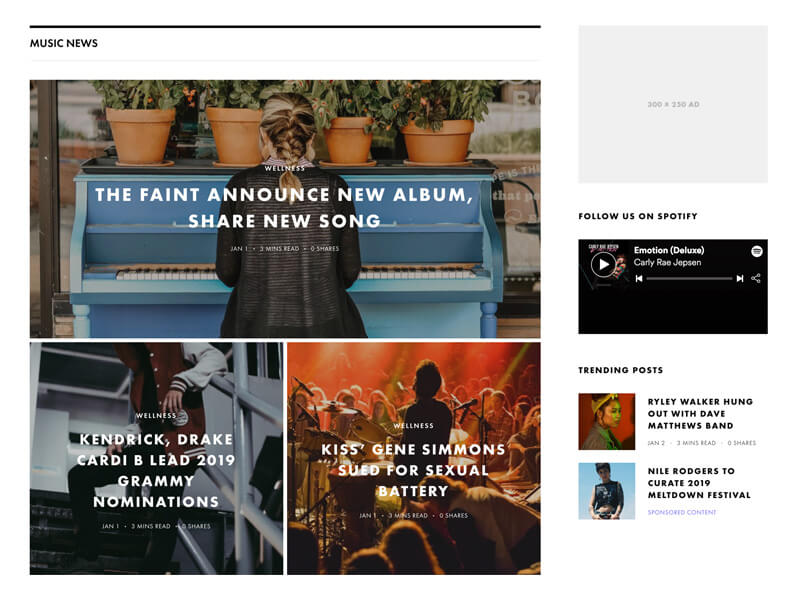 MUSIC NEWS
WELLNESS
THE FAINT ANNOUNCE NEW ALBUM,
SHARE NEW SONG
JAN 1 • 3 MINS READ • 0 SHARES
WELLNESS
KENDRICK, DRAKE
CARDI B LEAD 2019
GRAMMY
NOMINATIONS
JAN 1 • 3 MINS READ • 0 SHARES
WELLNESS
KISS’ GENE SIMMONS
SUED FOR SEXUAL
BATTERY
JAN 1 • 3 MINS READ • 0 SHARES
300 × 250 AD
FOLLOW US ON SPOTIFY
CARLY RAE JEPSEN
Emotion (Deluxe)
Carly Rae Jepsen
TRENDING POSTS
RYLEY WALKER HUNG
OUT WITH DAVE
MATTHEWS BAND
JAN 2 • 3 MINS READ • 0 SHARES
NILE RODGERS TO
CURATE 2019
MELTDOWN FESTIVAL
SPONSORED CONTENT